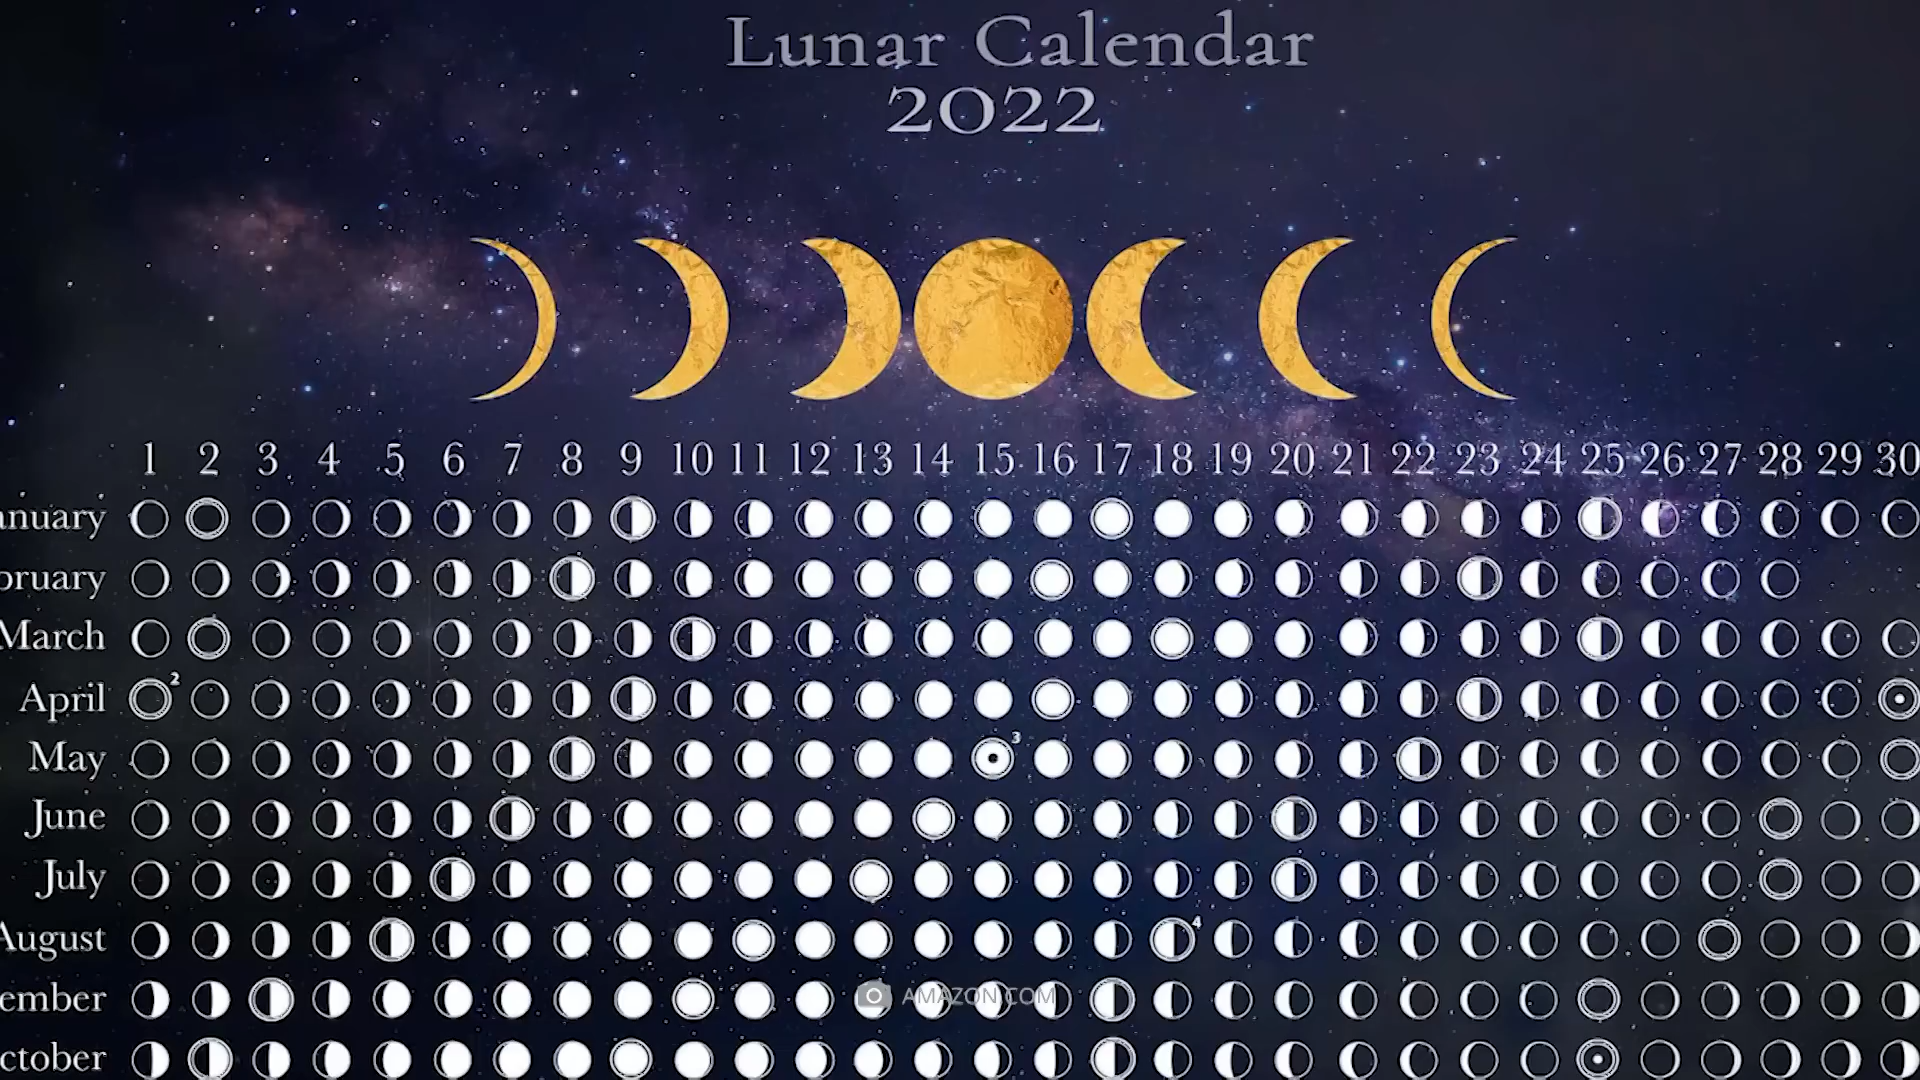 Lunar Calendar
2022
1 2 3 4 5 6 7 8 9 10 11 12 13 14 15 16 17 18 19 20 21 22 23 24 25 26 27 28 29 30
anuary
bruary
March
April 2
May 3
June
July
August 4
ember
ctober
AMAZON.COM